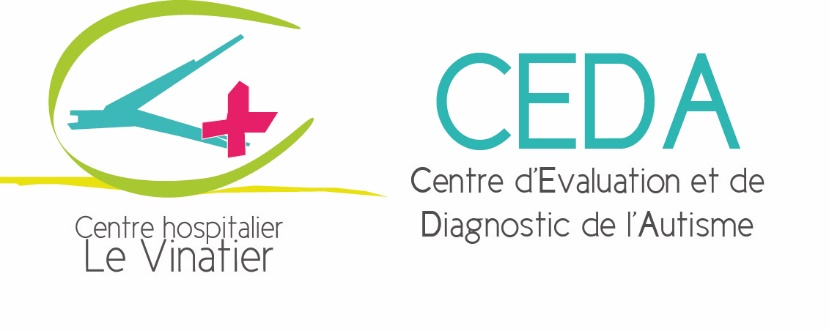 Centre hospitalier
Le Vinatier
CEDA
Centre d'Evaluation et de
Diagnostic de l'Autisme